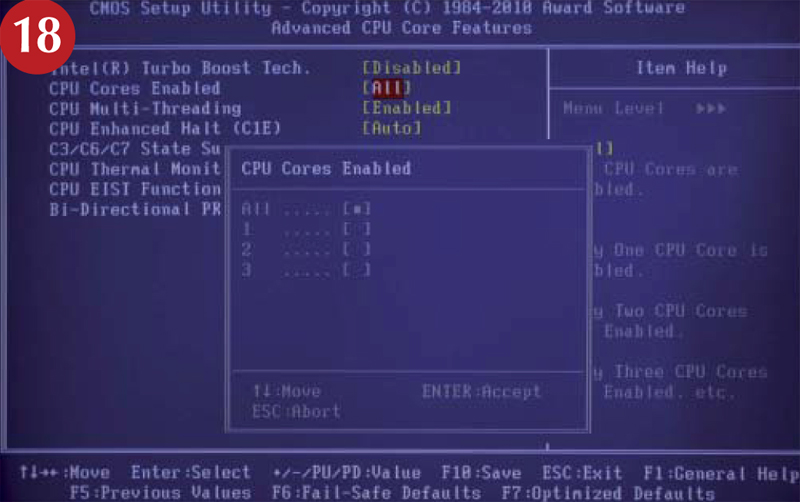 18
CMOS Setup Utility - Copyright (C) 1984-2010 Award Software
Advanced CPU Core Features
Intel(R) Turbo Boost Tech. [Disabled]
CPU Cores Enabled [All]
CPU Multi-Threading [Enabled]
CPU Enhanced Halt (C1E) [Auto]
C3/C6/C7 State Su
CPU Thermal Monit
CPU EIST Function
Bi-Directional PR
CPU Cores Enabled
All ..... [■]
1 ..... [ ]
2 ..... [ ]
3 ..... [ ]
↑↓:Move ENTER:Accept
ESC:Abort
Item Help
Menu Level ►►►
l]
CPU Cores are
bled.
y One CPU Core is
bled.
y Two CPU Cores
Enabled.
y Three CPU Cores
Enabled. etc.
↑↓→←:Move Enter:Select +/-/PU/PD:Value F10:Save ESC:Exit F1:General Help
F5:Previous Values F6:Fail-Safe Defaults F7:Optimized Defaults